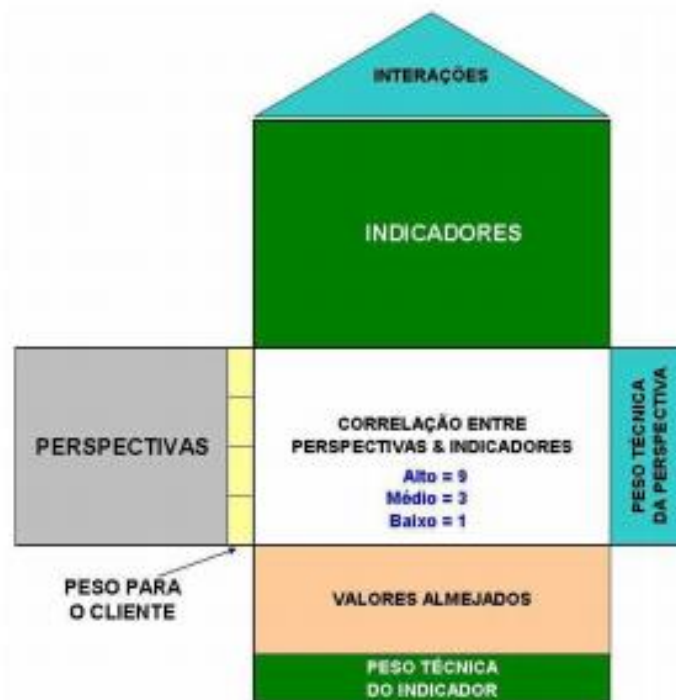 INTERAÇÕES
INDICADORES
PERSPECTIVAS
CORRELAÇÃO ENTRE
PERSPECTIVAS & INDICADORES
Alto = 9
Médio = 3
Baixo = 1
PESO TÉCNICA
DA PERSPECTIVA
PESO PARA
O CLIENTE
VALORES ALMEJADOS
PESO TÉCNICA
DO INDICADOR